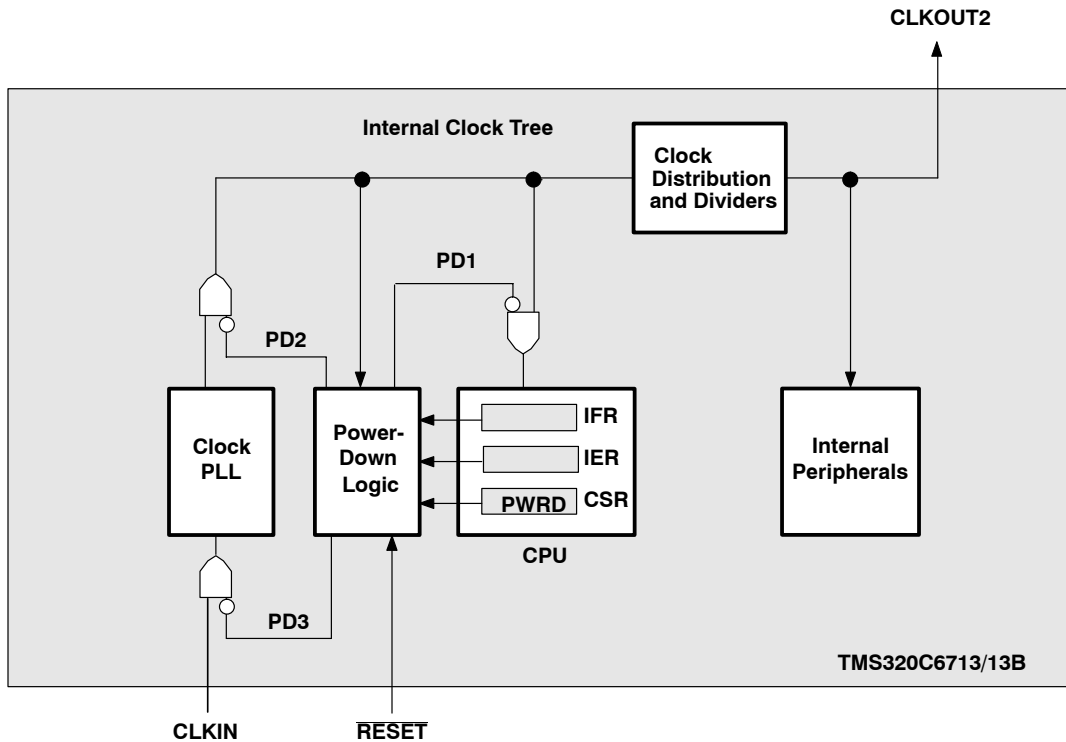 CLKOUT2
Internal Clock Tree
Clock
Distribution
and Dividers
PD1
PD2
Clock
PLL
Power-
Down
Logic
IFR
IER
PWRD
CSR
CPU
Internal
Peripherals
PD3
TMS320C6713/13B
CLKIN
RESET